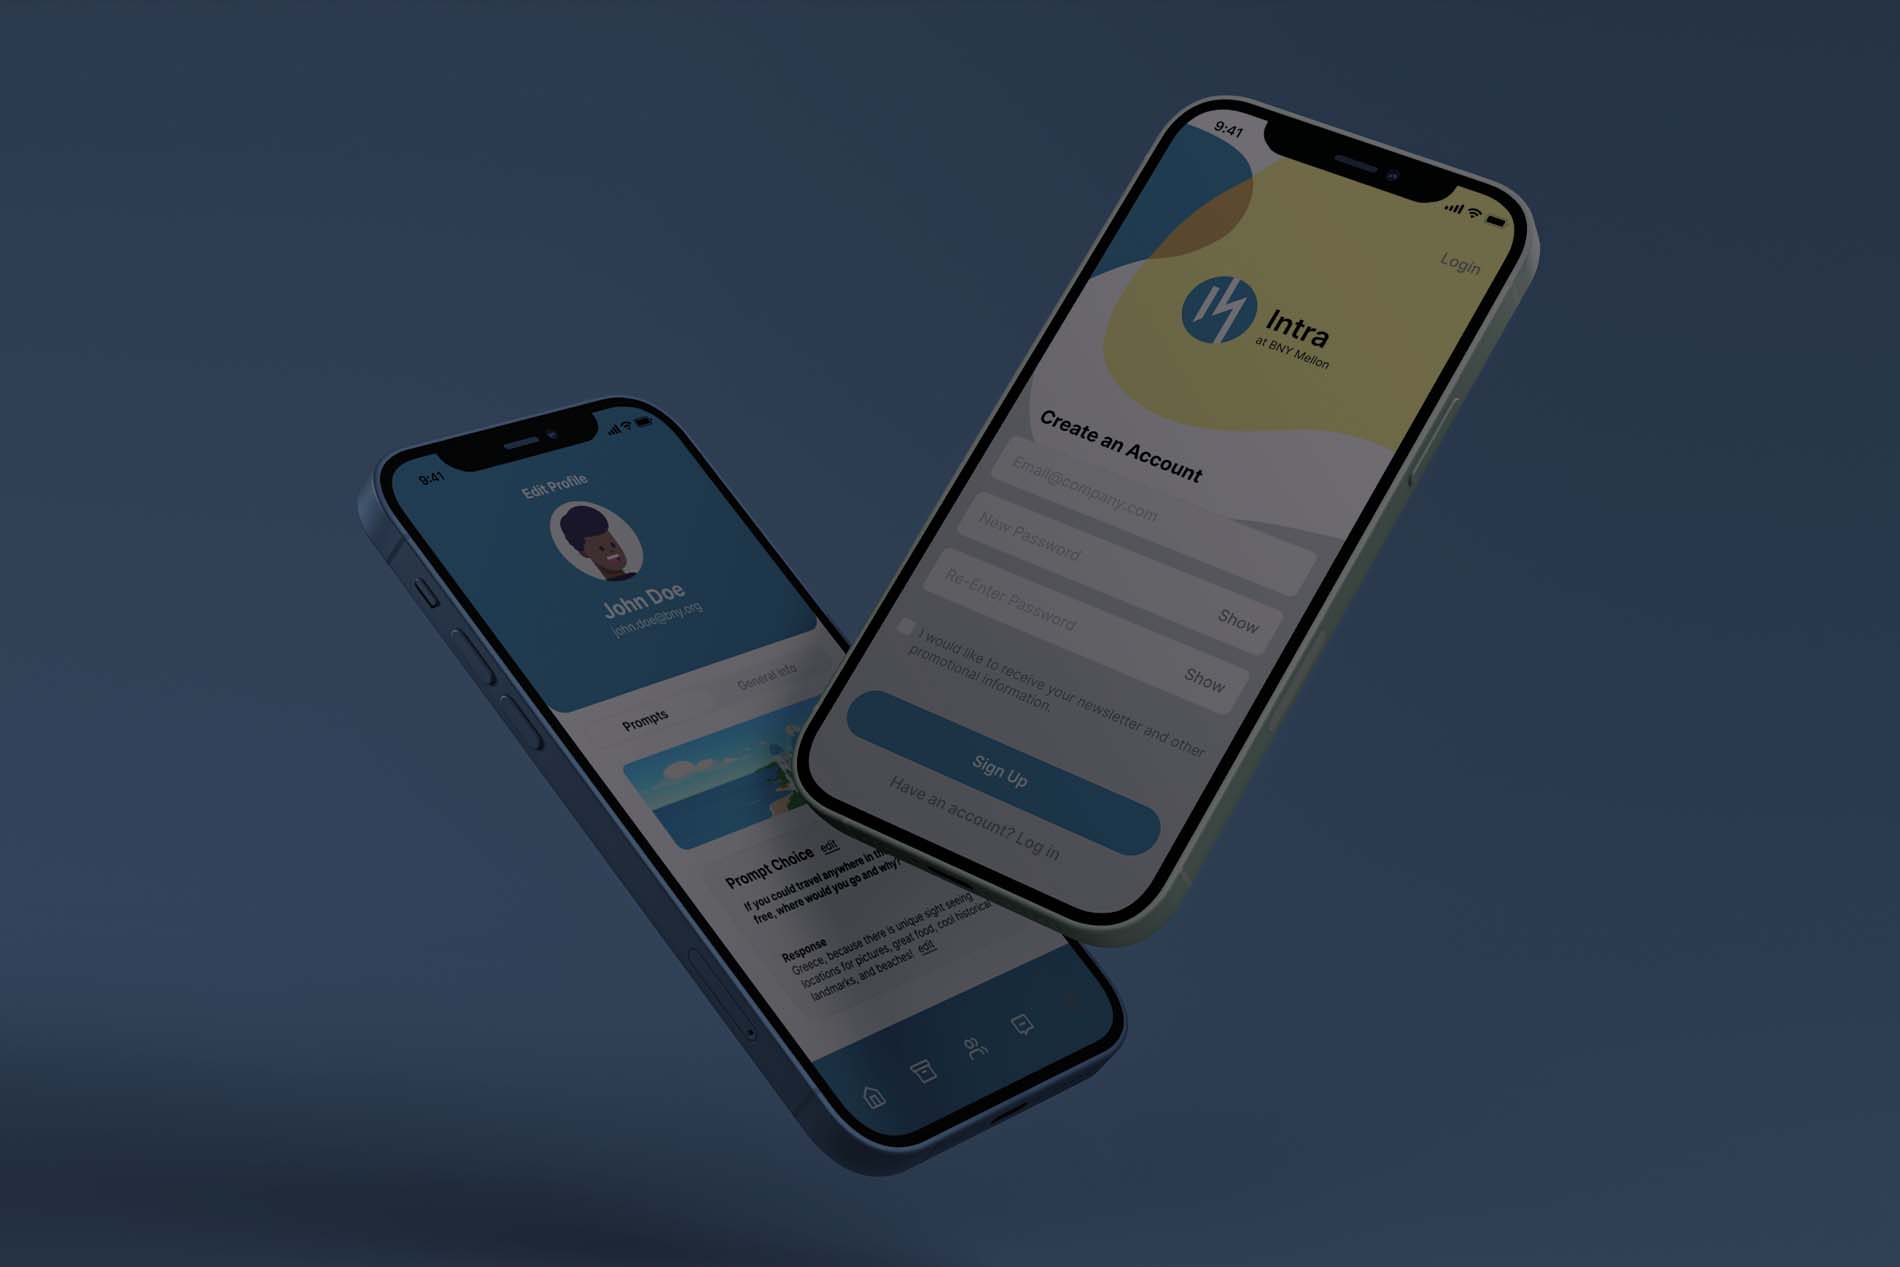 9:41
Login
Intra
at BNY Mellon
Create an Account
Email@company.com
New Password
Show
Re-Enter Password
Show
I would like to receive your newsletter and other
promotional information.
Sign Up
Have an account? Log in
9:41
Edit Profile
John Doe
john.doe@bny.org
Prompts
General Info
Prompt Choice edit
If you could travel anywhere in th
free, where would you go and why?
Response
Greece, because there is unique sight seeing
locations for pictures, great food, cool historical
landmarks, and beaches! edit